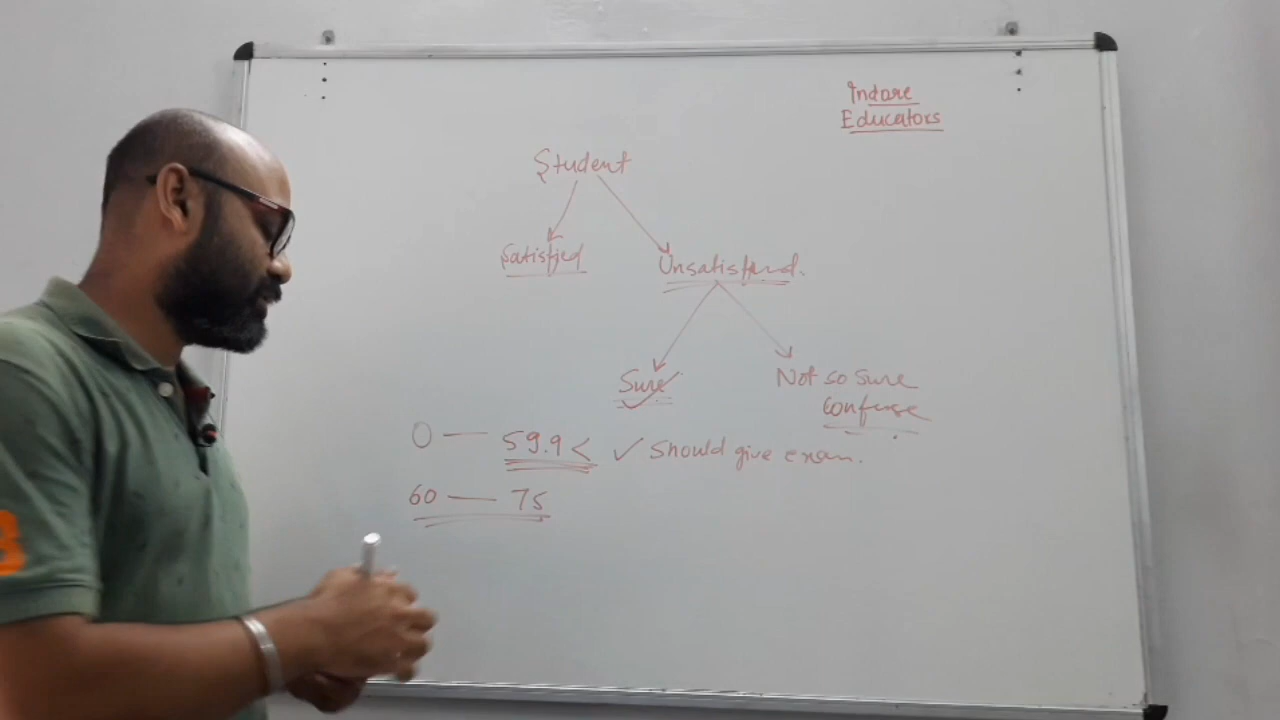 Indore
Educators
Student
Satisfied
Unsatisfied.
Sure ✓
Not so sure
confuse
0 — 59.9 < ✓ Should give exam.
60 — 75